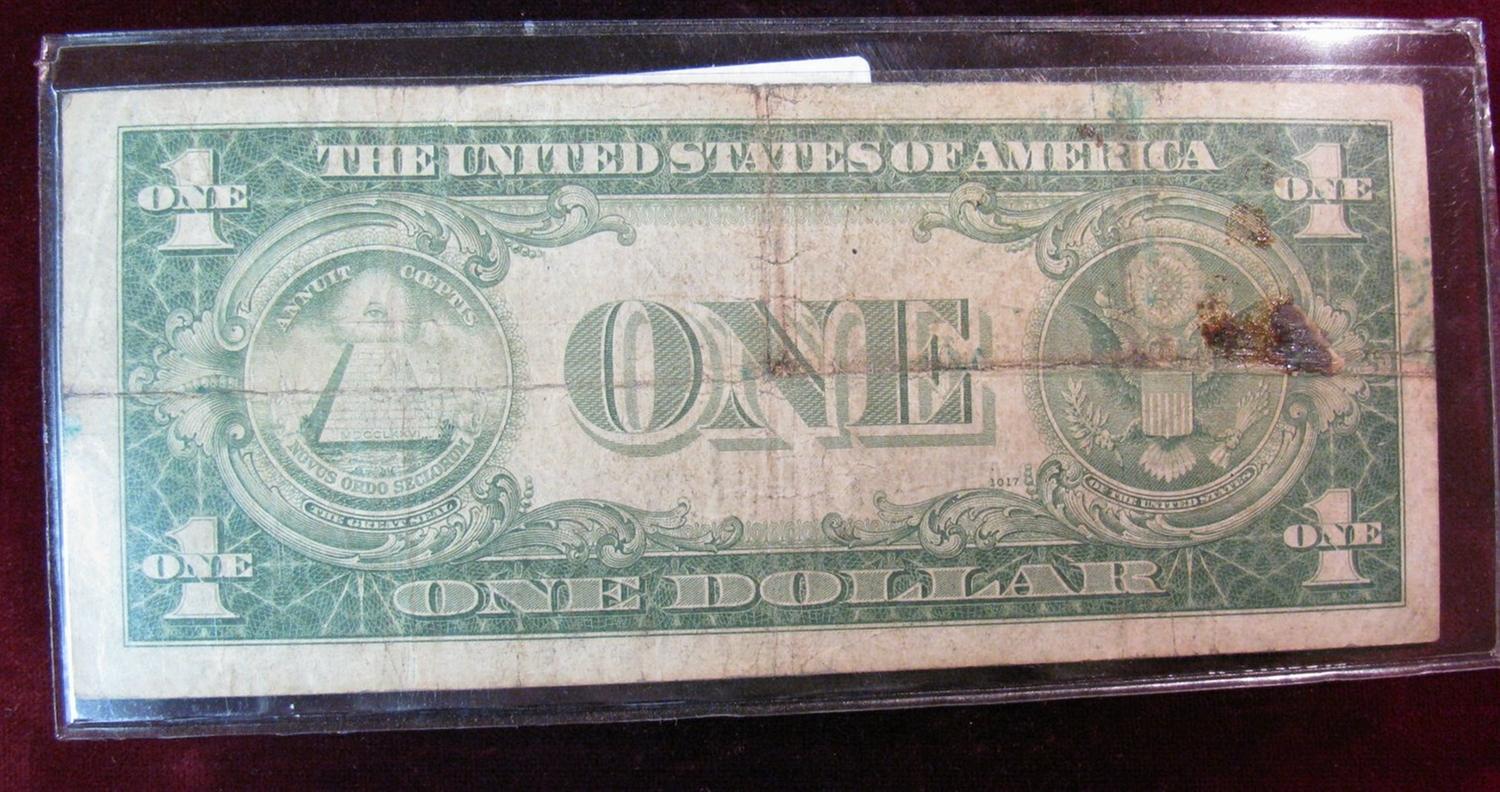 THE UNITED STATES OF AMERICA
ONE
1
ONE
1
ANNUIT CŒPTIS
ONE
NOVUS ORDO SECLORUM
THE GREAT SEAL
1017
OF THE UNITED STATES
ONE
1
ONE
1
ONE DOLLAR